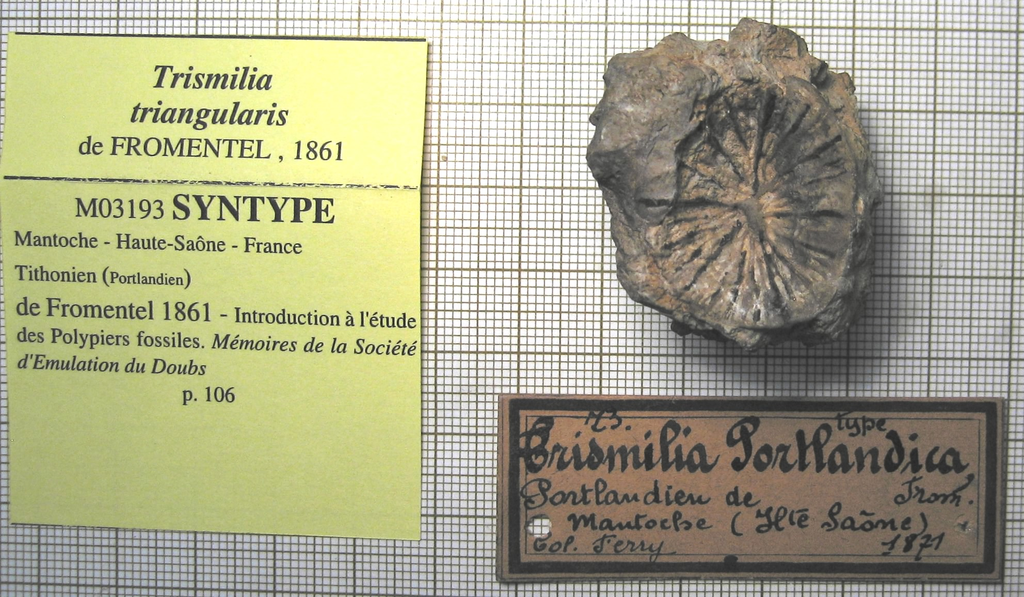 Trismilia
triangularis
de FROMENTEL , 1861
M03193 SYNTYPE
Mantoche - Haute-Saône - France
Tithonien (Portlandien)
de Fromentel 1861 - Introduction à l'étude
des Polypiers fossiles. Mémoires de la Société
d'Emulation du Doubs
p. 106
73. type
Trismilia Portlandica
Portlandien de From.
Mantoche (Hte Saône)
Col. Ferry 1871